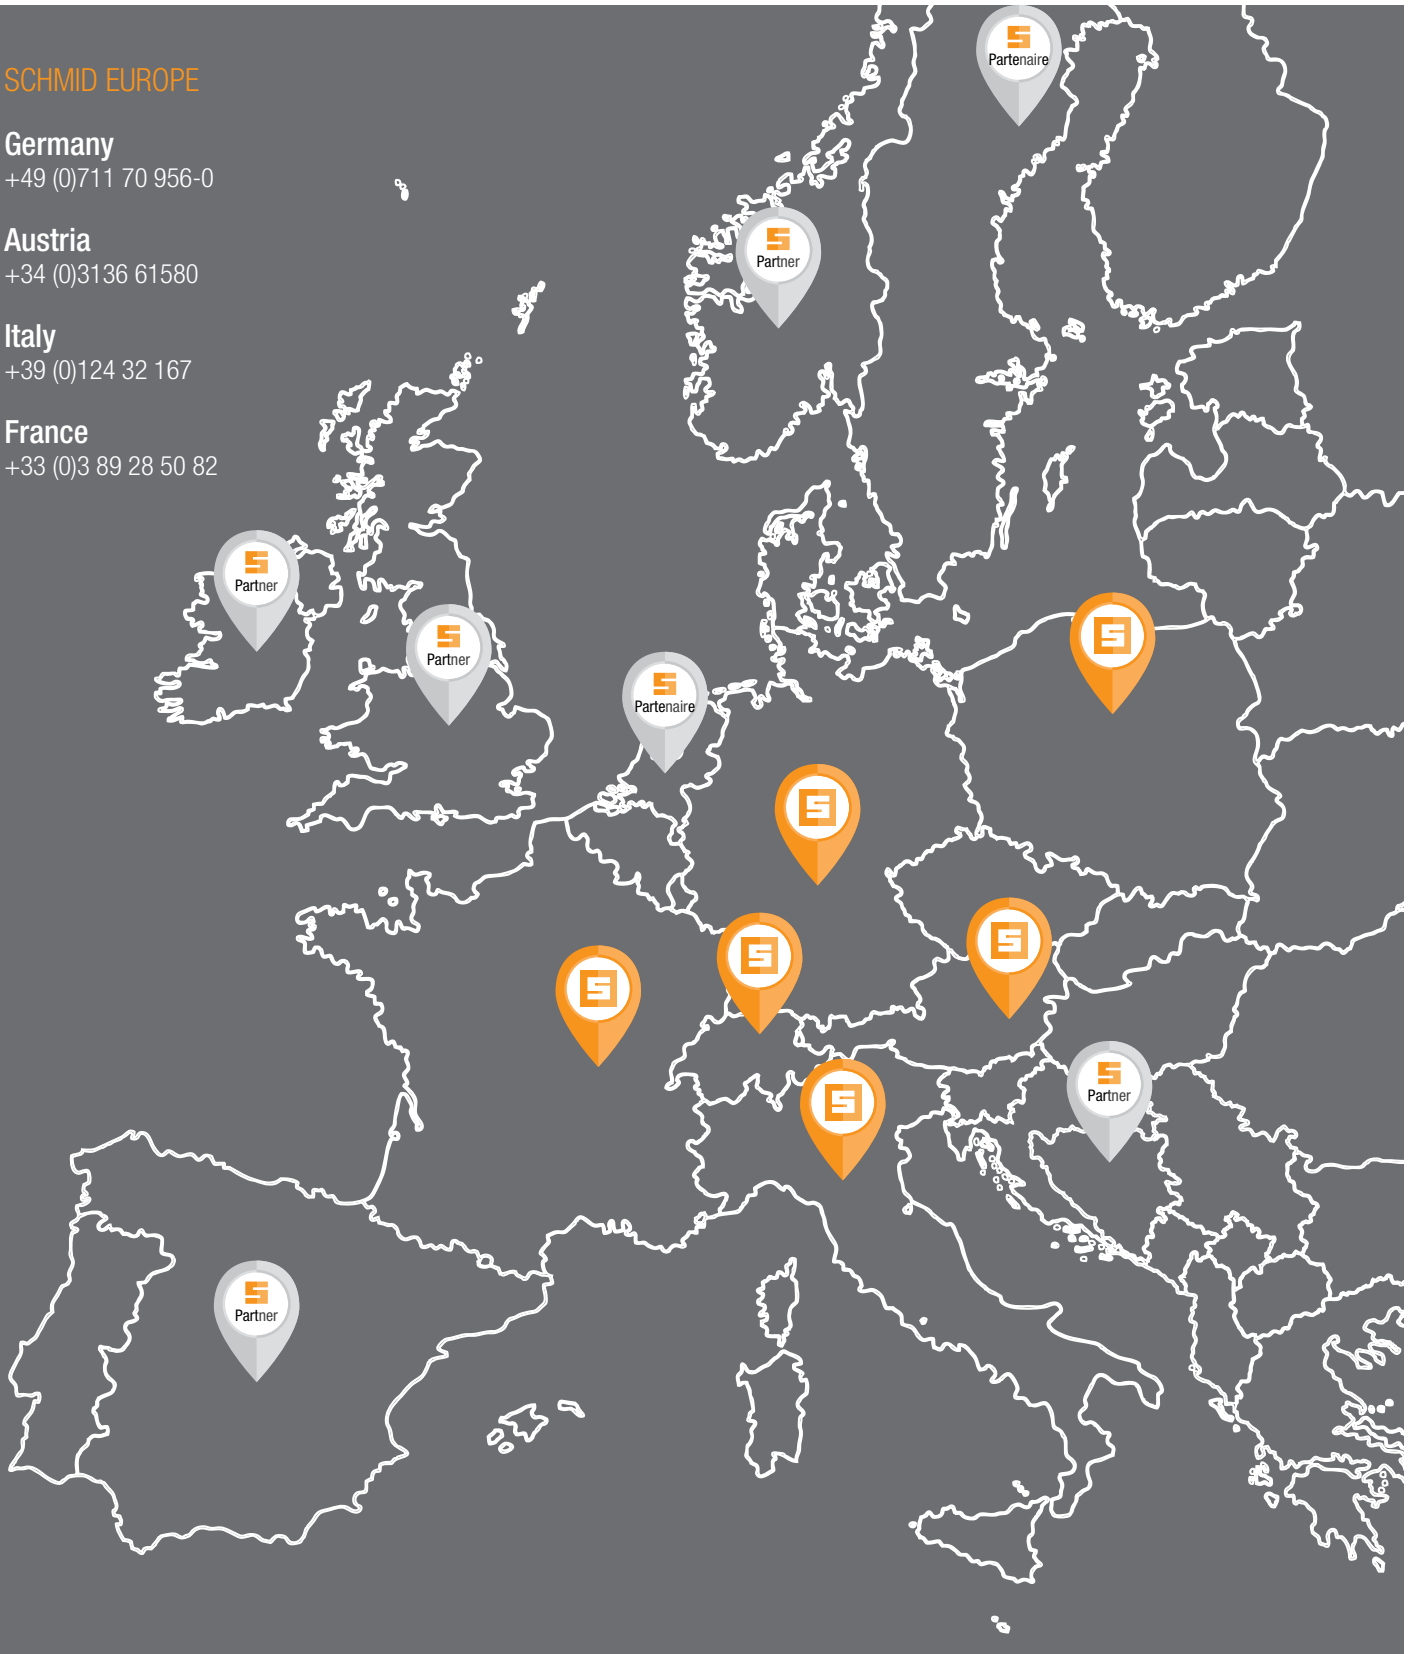 SCHMID EUROPE
Germany
+49 (0)711 70 956-0
Austria
+34 (0)3136 61580
Italy
+39 (0)124 32 167
France
+33 (0)3 89 28 50 82
Partenaire
Partner
Partner
Partner
Partenaire
Partner
Partner